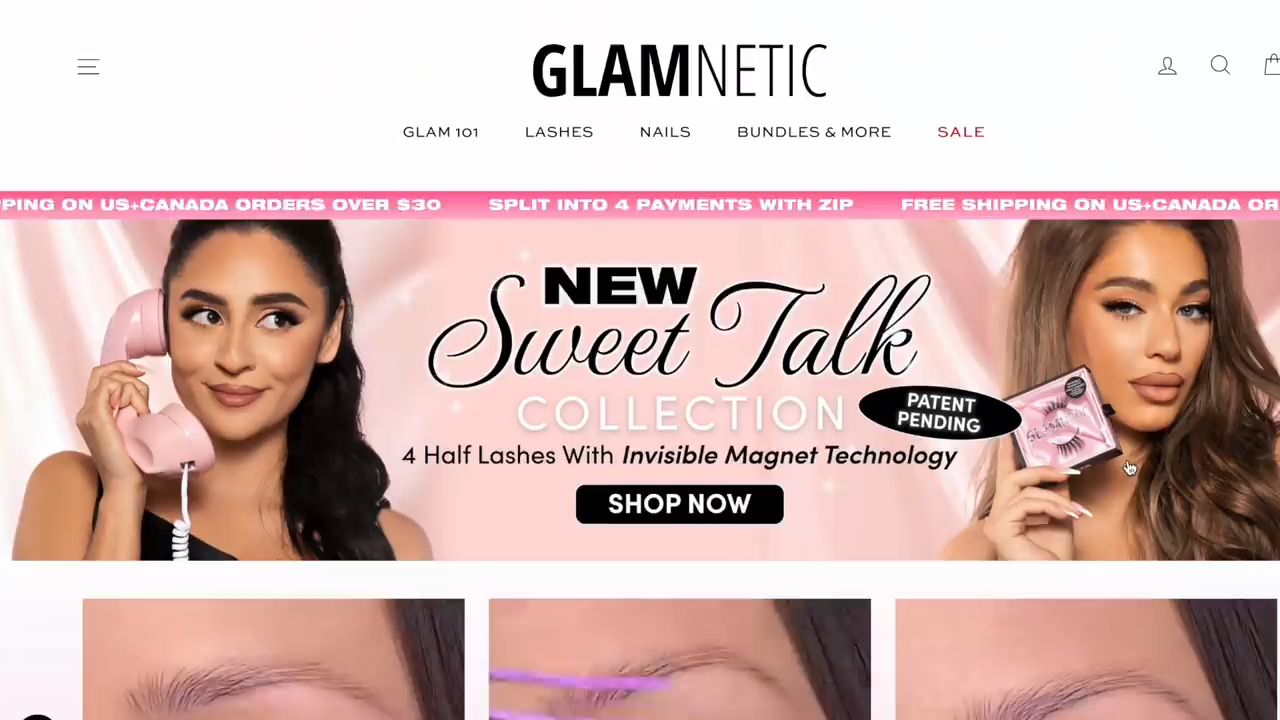 GLAMNETIC
GLAM 101 LASHES NAILS BUNDLES & MORE SALE
PING ON US+CANADA ORDERS OVER $30 SPLIT INTO 4 PAYMENTS WITH ZIP FREE SHIPPING ON US+CANADA OR
NEW
Sweet Talk
COLLECTION
PATENT
PENDING
4 Half Lashes With Invisible Magnet Technology
SHOP NOW
GLAMNETIC